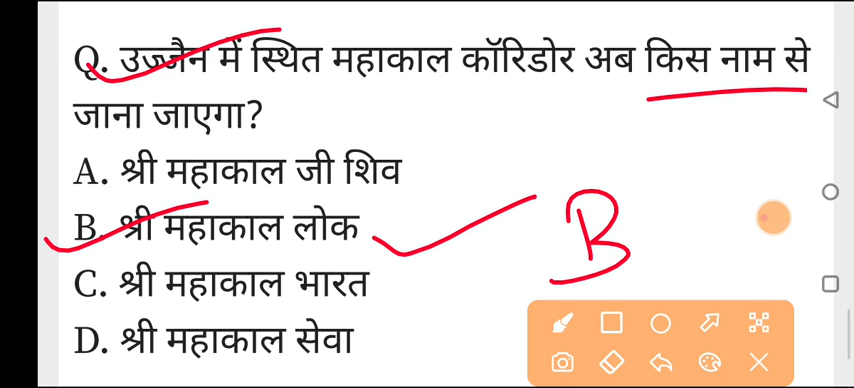 Q. उज्जैन में स्थित महाकाल कॉरिडोर अब किस नाम से
जाना जाएगा?
A. श्री महाकाल जी शिव
B. श्री महाकाल लोक
B
C. श्री महाकाल भारत
D. श्री महाकाल सेवा